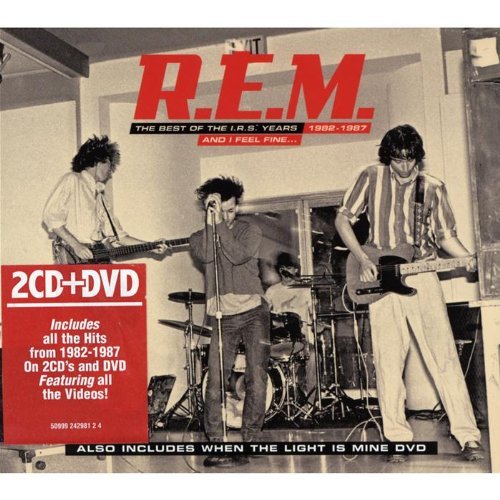 EXIT
R.E.M.
THE BEST OF THE I.R.S. YEARS 1982-1987
AND I FEEL FINE...
2CD+DVD
Includes
all the Hits
from 1982-1987
On 2CD's and DVD
Featuring all
the Videos!
50999 242981 2 4
ALSO INCLUDES WHEN THE LIGHT IS MINE DVD